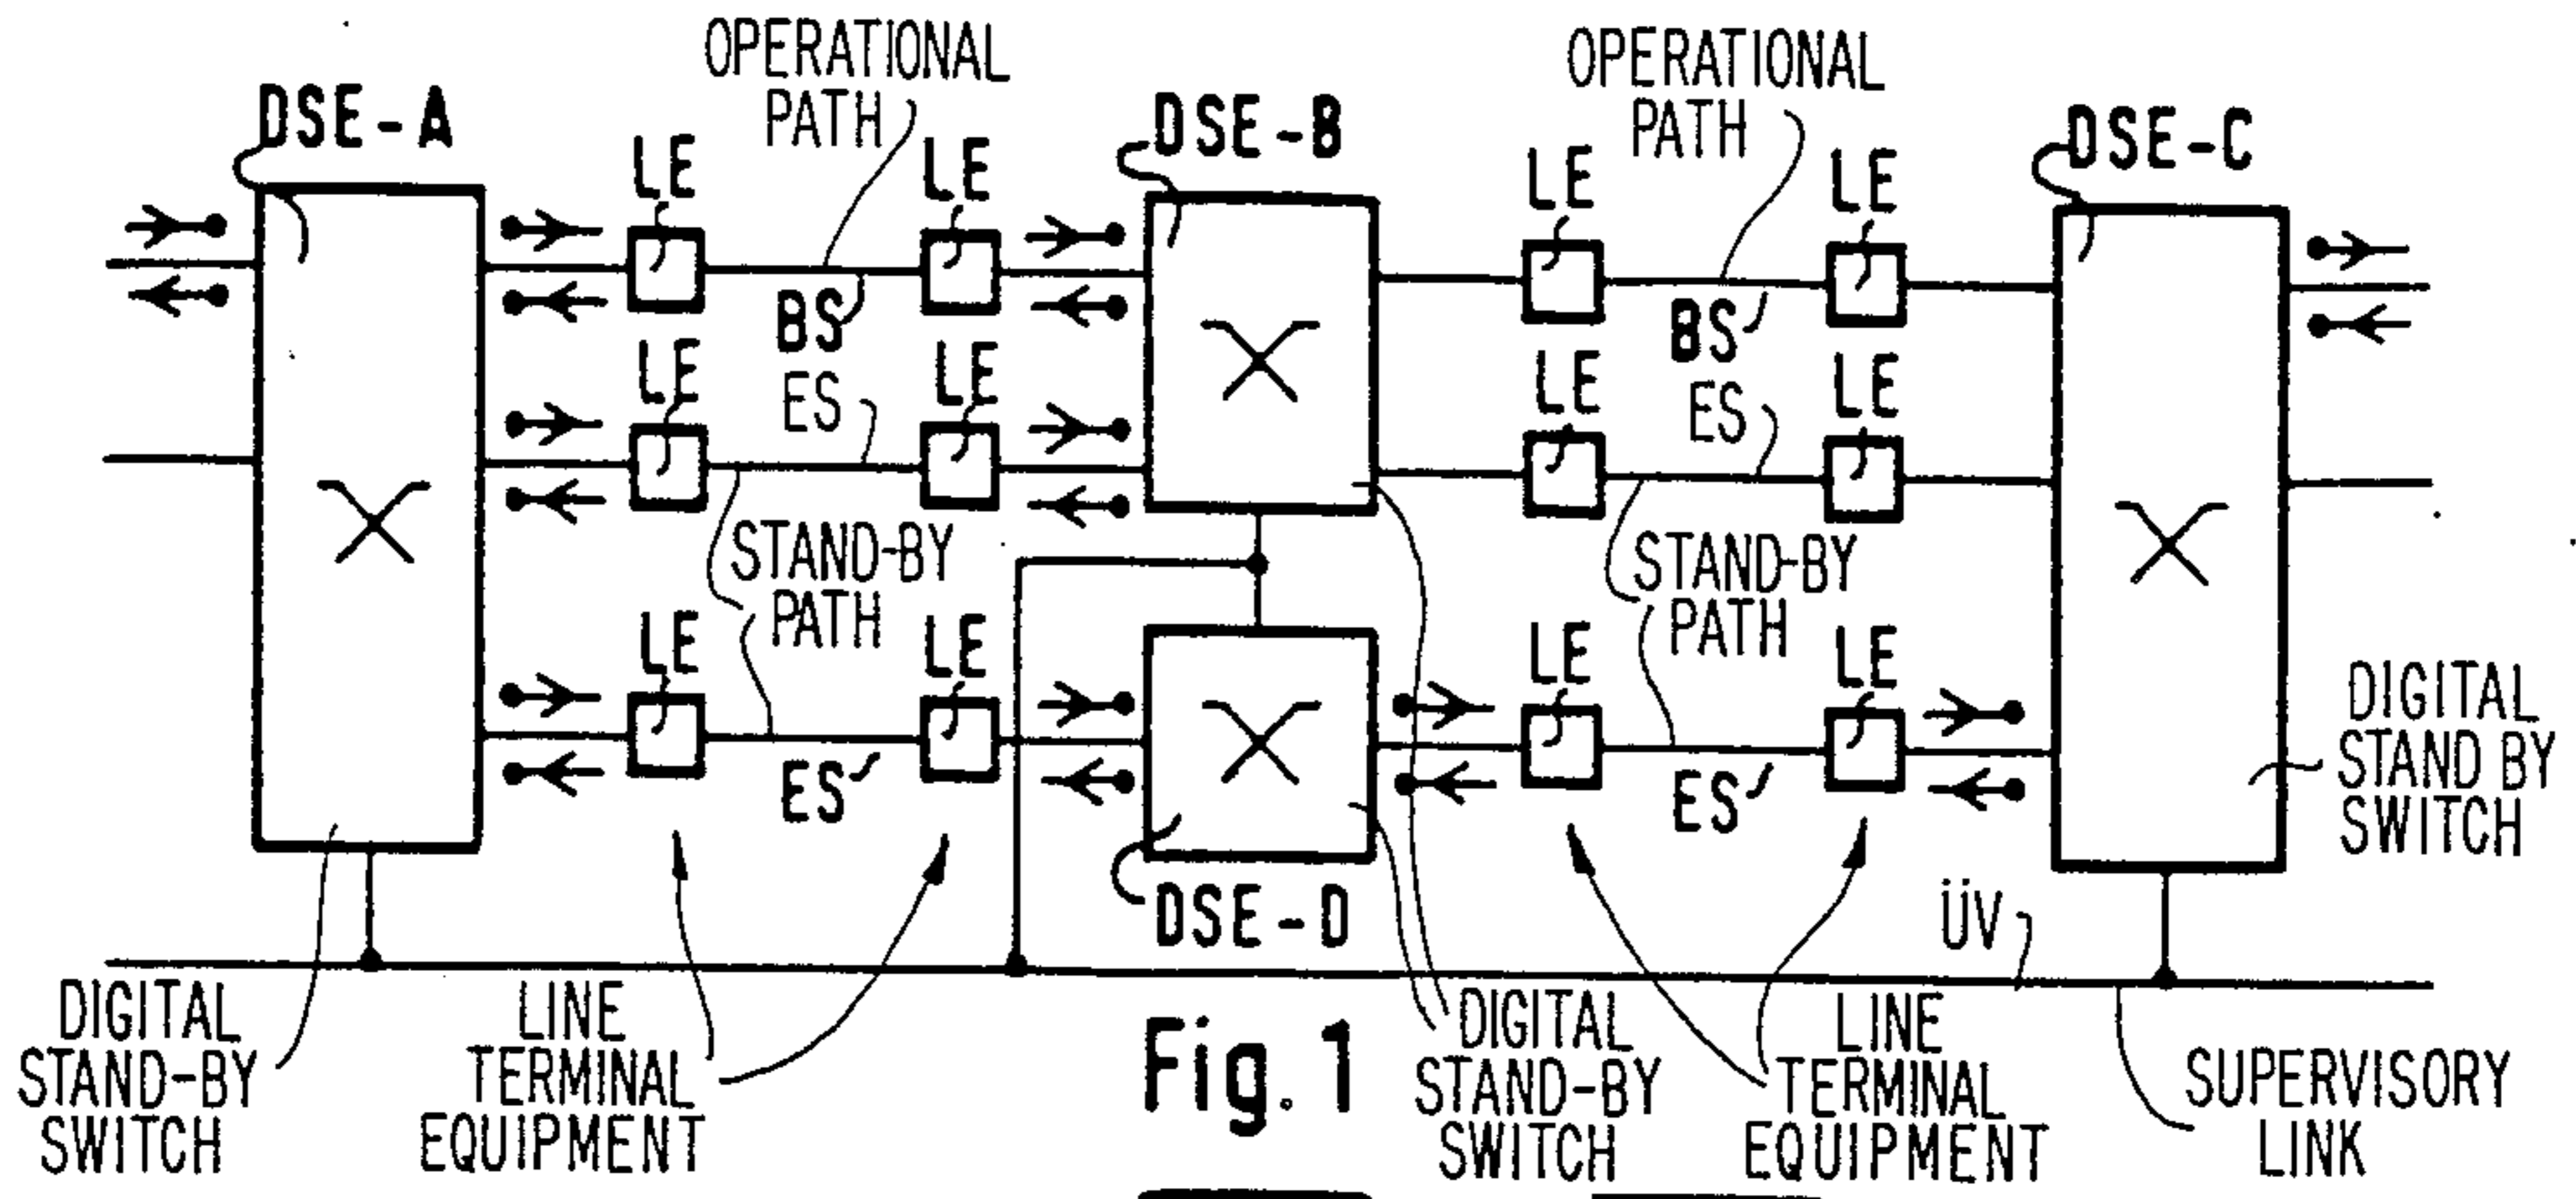 OPERATIONAL
PATH
OPERATIONAL
PATH
DSE-A
DSE-B
DSE-C
LE
LE
LE
LE
BS
BS
LE
LE
LE
LE
ES
ES
STAND-BY
PATH
STAND-BY
PATH
LE
LE
LE
LE
ES'
ES'
DIGITAL
STAND BY
SWITCH
DSE-D
ÜV
DIGITAL
STAND-BY
SWITCH
LINE
TERMINAL
EQUIPMENT
Fig. 1
DIGITAL
STAND-BY
SWITCH
LINE
TERMINAL
EQUIPMENT
SUPERVISORY
LINK